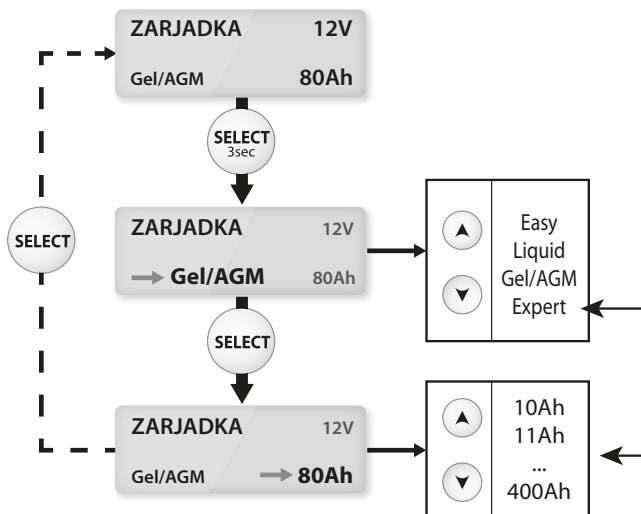 ZARJADKA 12V
Gel/AGM 80Ah
SELECT
3sec
ZARJADKA 12V
Gel/AGM 80Ah
SELECT
Easy
Liquid
Gel/AGM
Expert
SELECT
ZARJADKA 12V
Gel/AGM 80Ah
10Ah
11Ah
...
400Ah